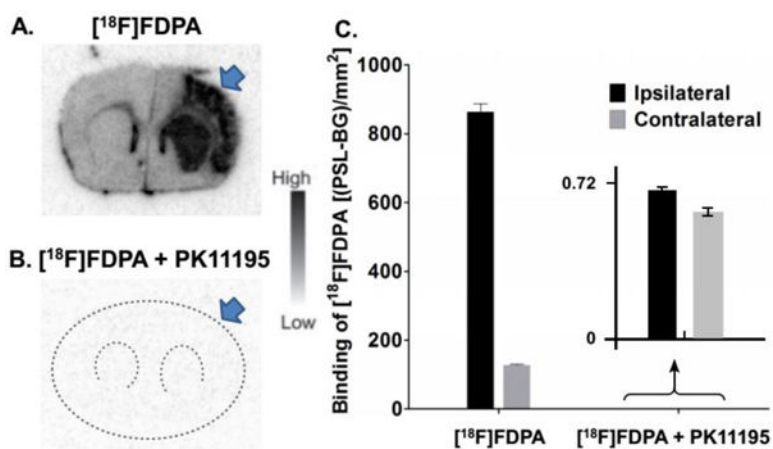 A. [¹⁸F]FDPA
High
Low
B. [¹⁸F]FDPA + PK11195
C.
Binding of [¹⁸F]FDPA [(PSL-BG)/mm²]
1000
800
600
400
200
0
Ipsilateral
Contralateral
0.72
0
[¹⁸F]FDPA
[¹⁸F]FDPA + PK11195